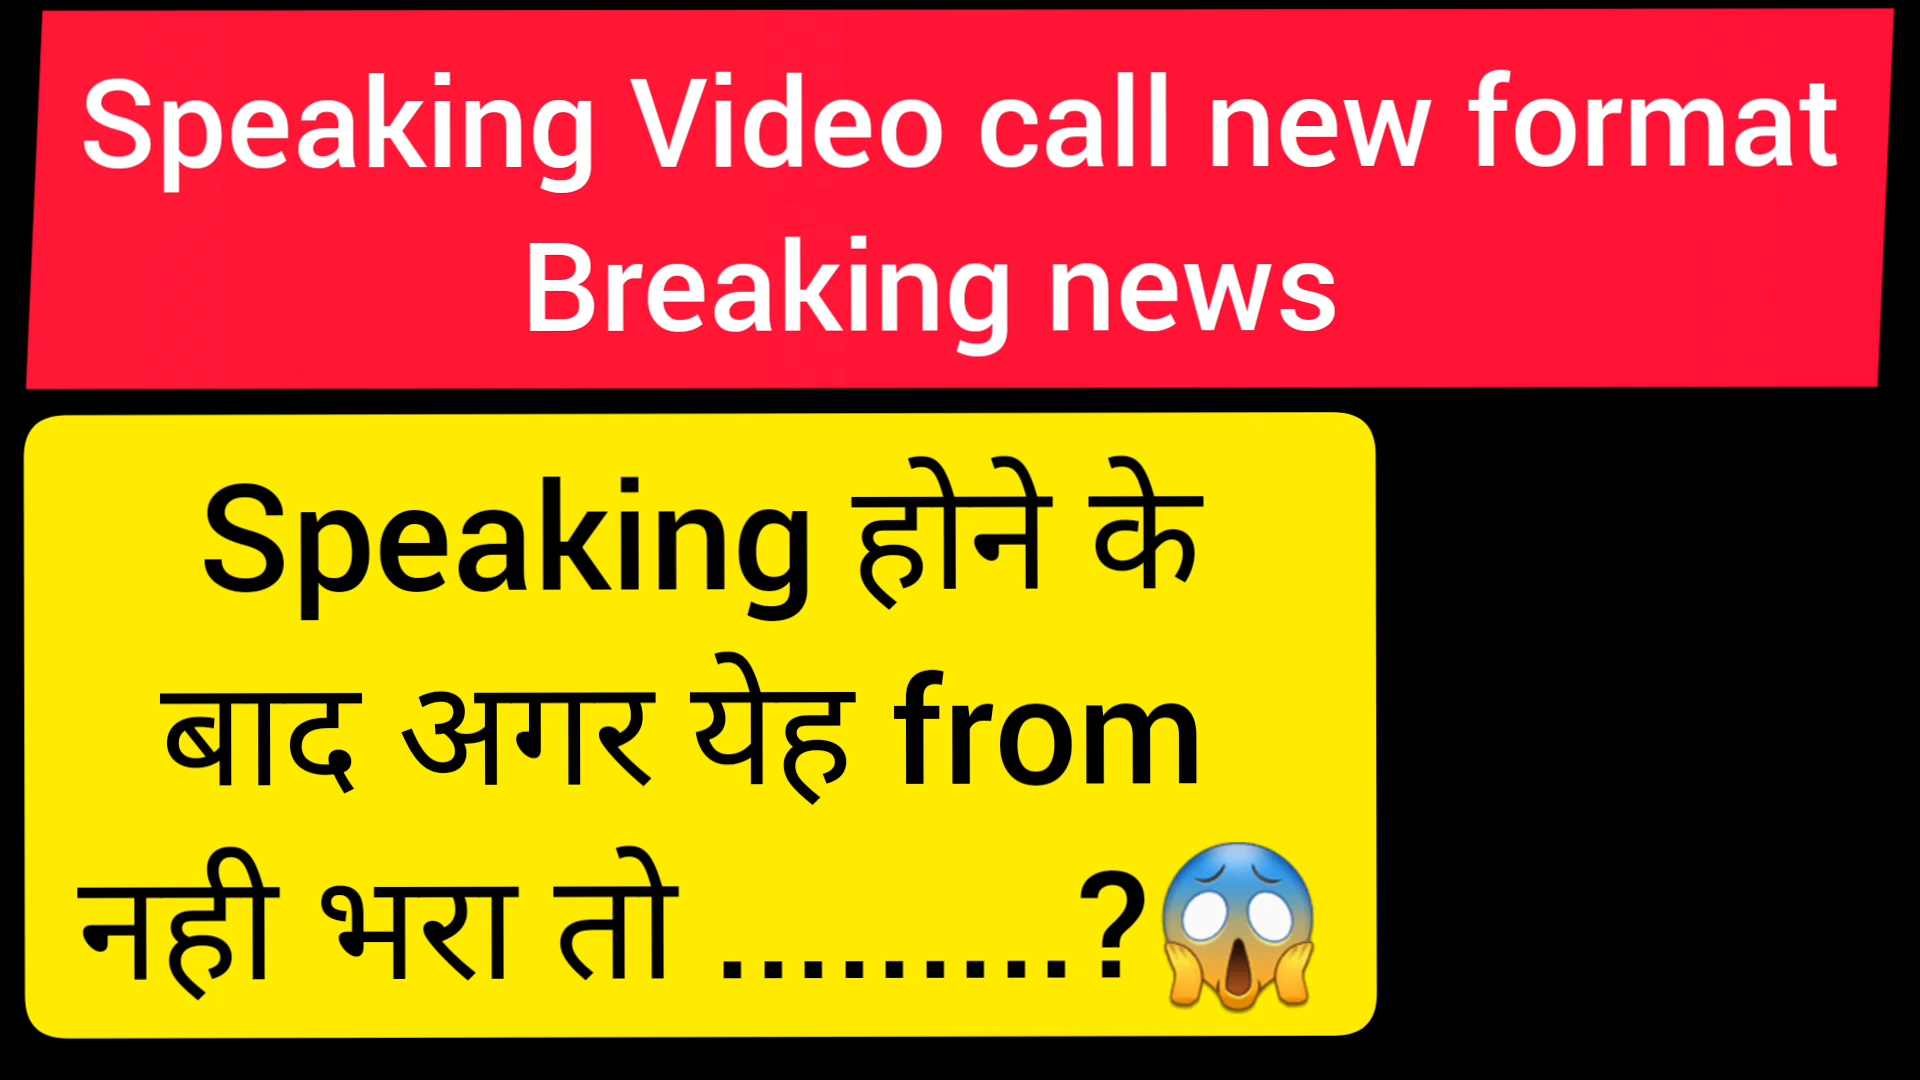 Speaking Video call new format
Breaking news
Speaking होने के
बाद अगर येह from
नही भरा तो .........?😱